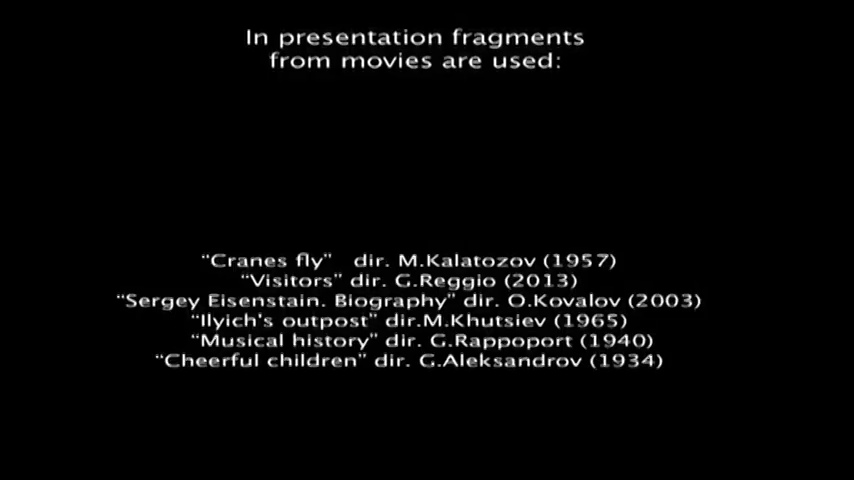 In presentation fragments
from movies are used:
“Cranes fly” dir. M.Kalatozov (1957)
“Visitors” dir. G.Reggio (2013)
“Sergey Eisenstain. Biography” dir. O.Kovalov (2003)
“Ilyich's outpost” dir.M.Khutsiev (1965)
“Musical history” dir. G.Rappoport (1940)
“Cheerful children” dir. G.Aleksandrov (1934)